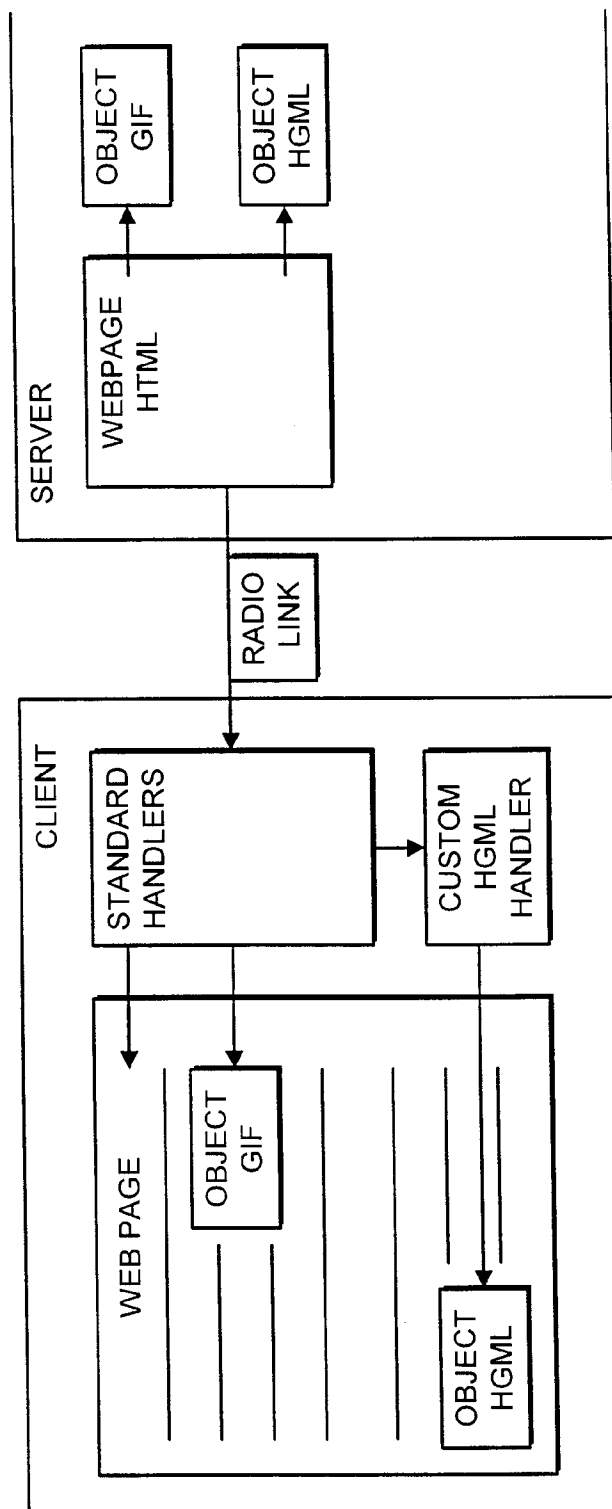 CLIENT
WEB PAGE
OBJECT
GIF
OBJECT
HGML
STANDARD
HANDLERS
CUSTOM
HGML
HANDLER
RADIO
LINK
SERVER
WEBPAGE
HTML
OBJECT
GIF
OBJECT
HGML